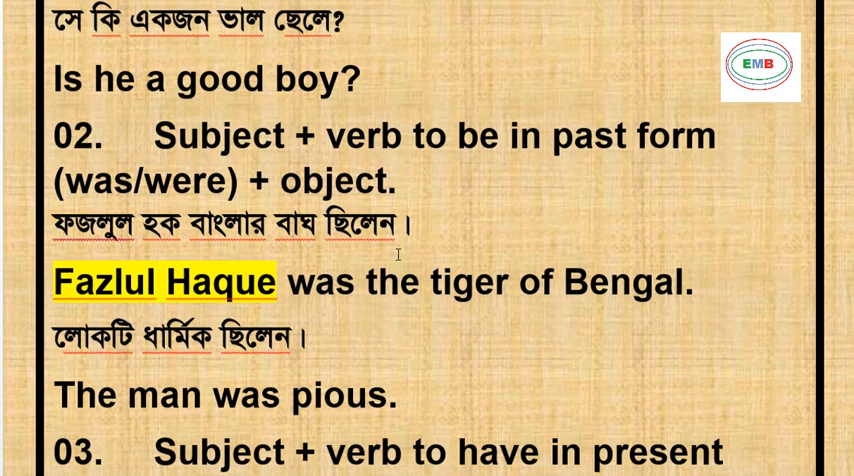 সে কি একজন ভাল ছেলে?
Is he a good boy?
EMB
02. Subject + verb to be in past form
(was/were) + object.
ফজলুল হক বাংলার বাঘ ছিলেন।
Fazlul Haque was the tiger of Bengal.
লোকটি ধার্মিক ছিলেন।
The man was pious.
03. Subject + verb to have in present